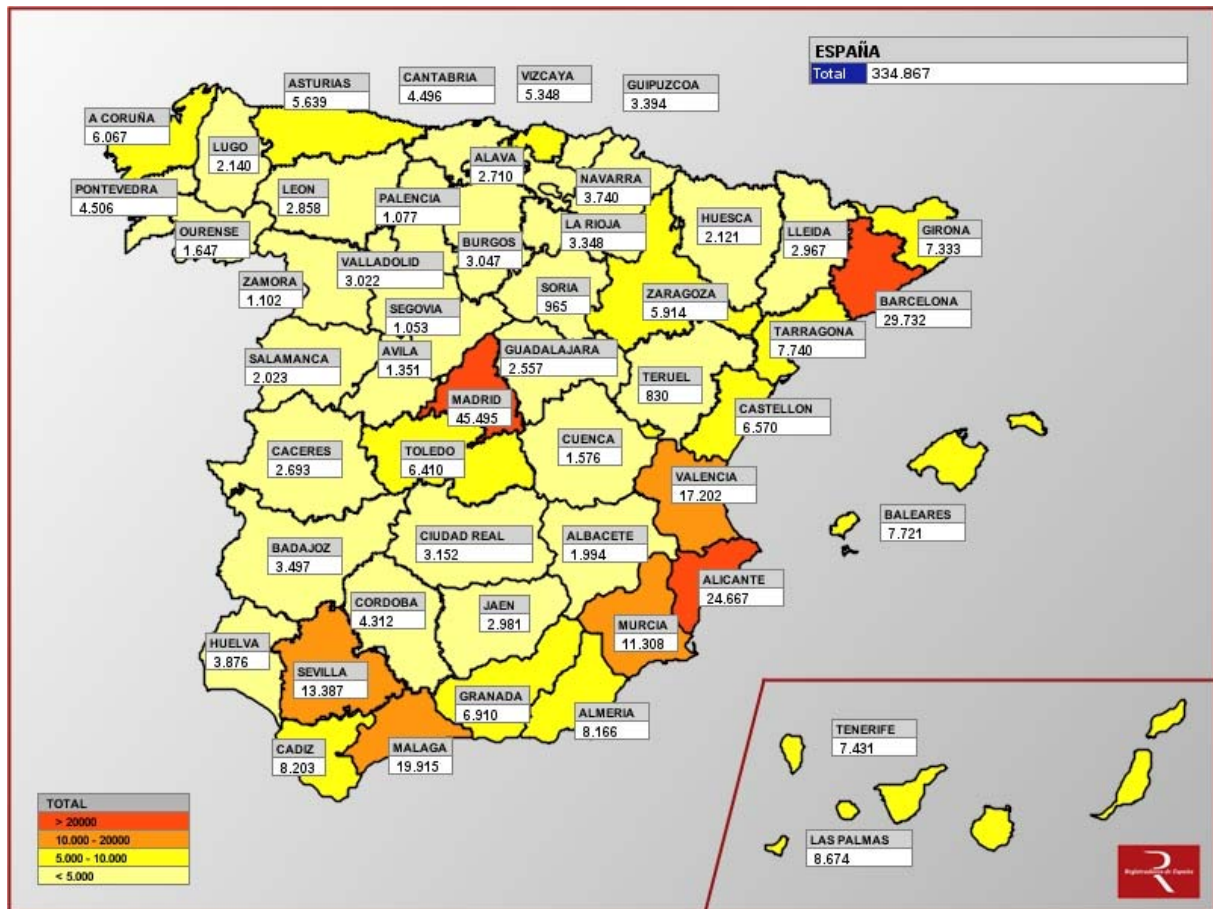 ESPAÑA
Total 334.867
ASTURIAS
5.639
CANTABRIA
4.496
VIZCAYA
5.348
GUIPUZCOA
3.394
A CORUÑA
6.067
LUGO
2.140
ALAVA
2.710
NAVARRA
3.740
PONTEVEDRA
4.506
LEON
2.858
PALENCIA
1.077
LA RIOJA
3.348
HUESCA
2.121
LLEIDA
2.967
GIRONA
7.333
OURENSE
1.647
BURGOS
3.047
VALLADOLID
3.022
ZAMORA
1.102
SORIA
965
ZARAGOZA
5.914
BARCELONA
29.732
SEGOVIA
1.053
TARRAGONA
7.740
SALAMANCA
2.023
AVILA
1.351
GUADALAJARA
2.557
TERUEL
830
MADRID
45.495
CASTELLON
6.570
CACERES
2.693
TOLEDO
6.410
CUENCA
1.576
VALENCIA
17.202
BALEARES
7.721
BADAJOZ
3.497
CIUDAD REAL
3.152
ALBACETE
1.994
ALICANTE
24.667
CORDOBA
4.312
JAEN
2.981
MURCIA
11.308
HUELVA
3.876
SEVILLA
13.387
GRANADA
6.910
ALMERIA
8.166
CADIZ
8.203
MALAGA
19.915
TENERIFE
7.431
LAS PALMAS
8.674
TOTAL
> 20000
10.000 - 20000
5.000 - 10.000
< 5.000
Registradores de España